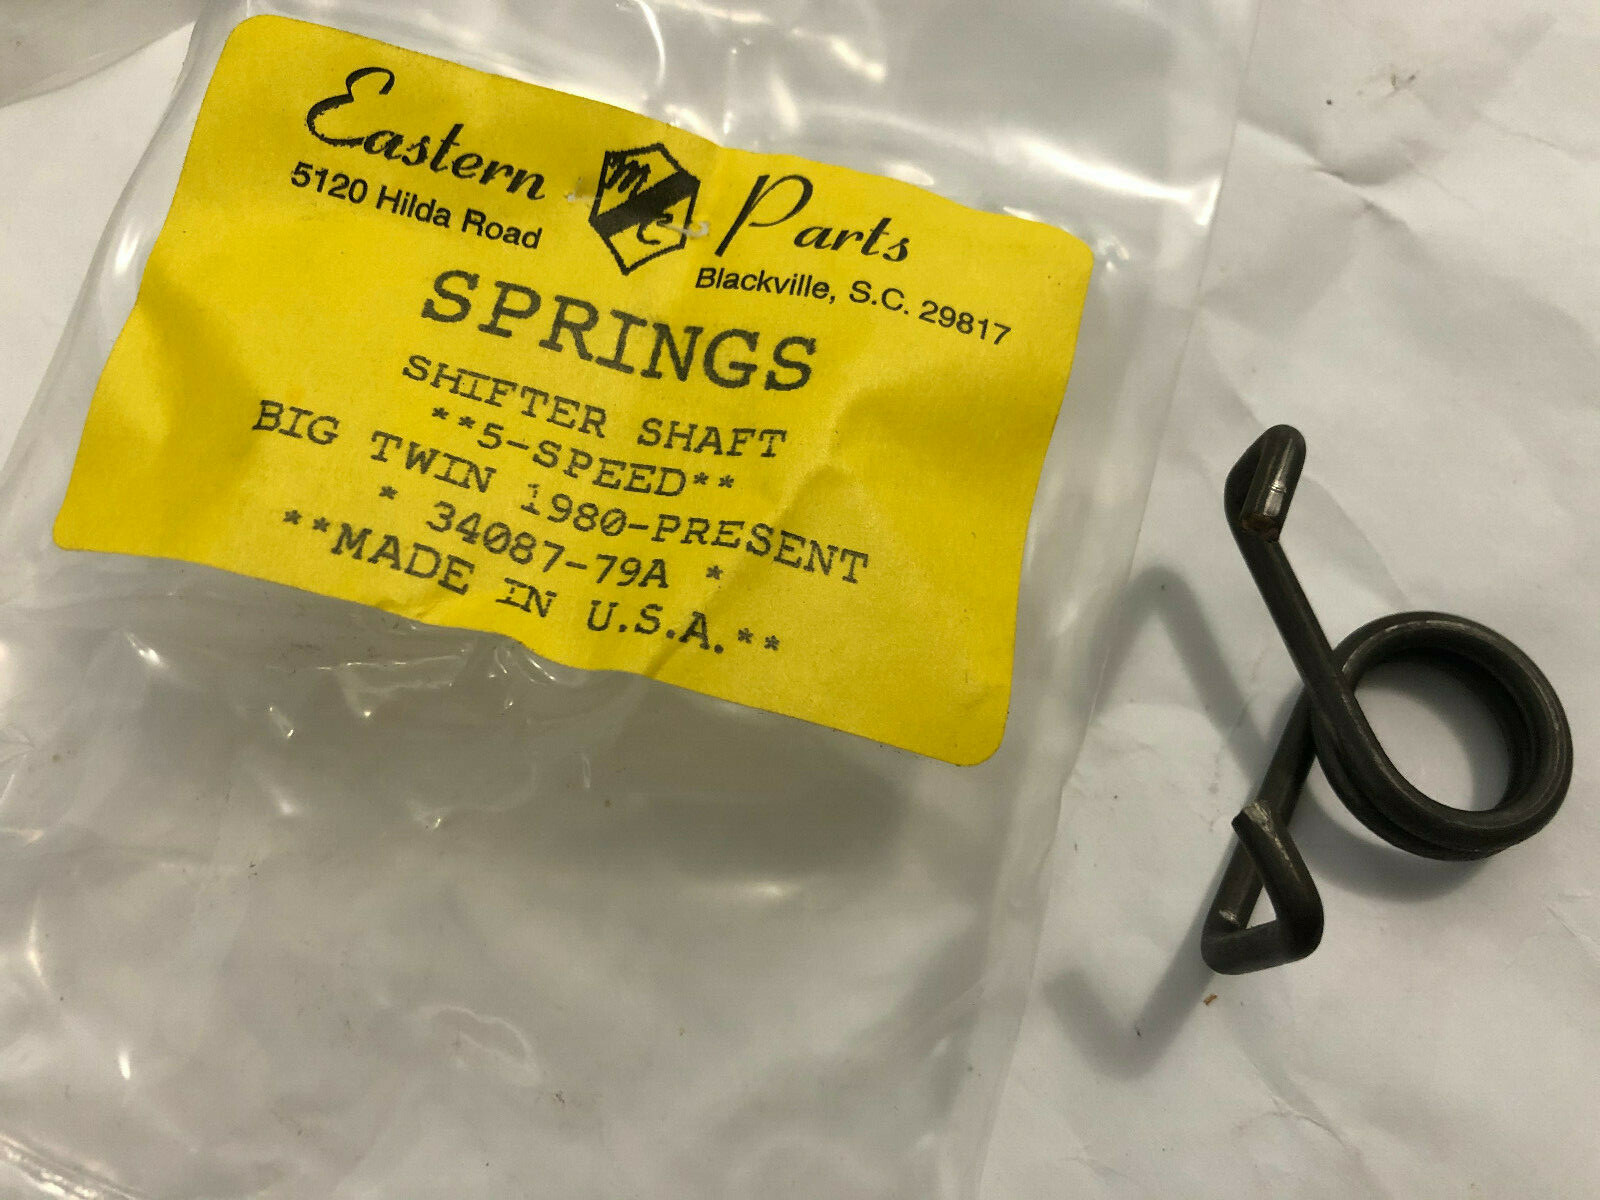 Eastern MC Parts
5120 Hilda Road Blackville, S.C. 29817
SPRINGS
SHIFTER SHAFT
**5-SPEED**
BIG TWIN 1980-PRESENT
* 34087-79A *
**MADE IN U.S.A.**